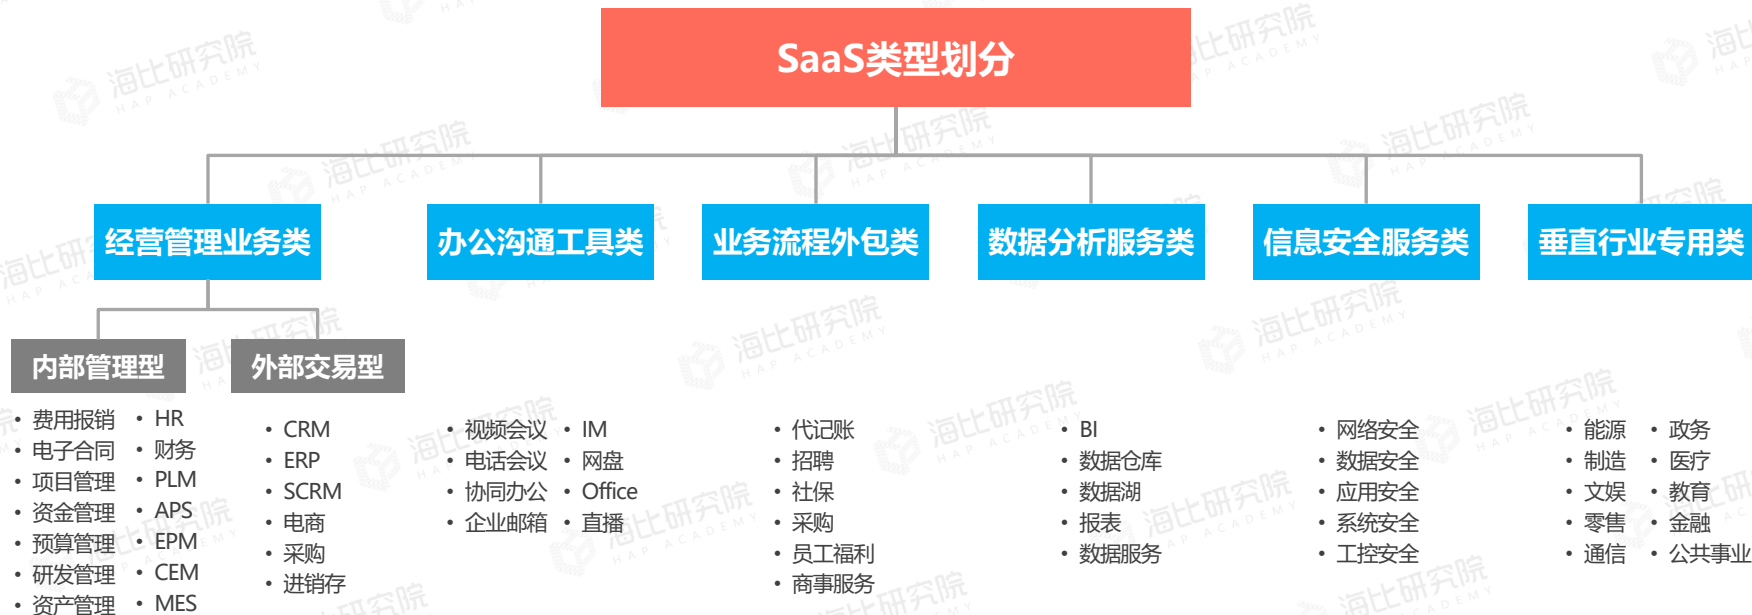 SaaS类型划分
经营管理业务类
办公沟通工具类
业务流程外包类
数据分析服务类
信息安全服务类
垂直行业专用类
内部管理型
外部交易型
• 费用报销 • HR
• 电子合同 • 财务
• 项目管理 • PLM
• 资金管理 • APS
• 预算管理 • EPM
• 研发管理 • CEM
• 资产管理 • MES
• CRM
• ERP
• SCRM
• 电商
• 采购
• 进销存
• 视频会议 • IM
• 电话会议 • 网盘
• 协同办公 • Office
• 企业邮箱 • 直播
• 代记账
• 招聘
• 社保
• 采购
• 员工福利
• 商事服务
• BI
• 数据仓库
• 数据湖
• 报表
• 数据服务
• 网络安全
• 数据安全
• 应用安全
• 系统安全
• 工控安全
• 能源 • 政务
• 制造 • 医疗
• 文娱 • 教育
• 零售 • 金融
• 通信 • 公共事业
海比研究院
HAP ACADEMY